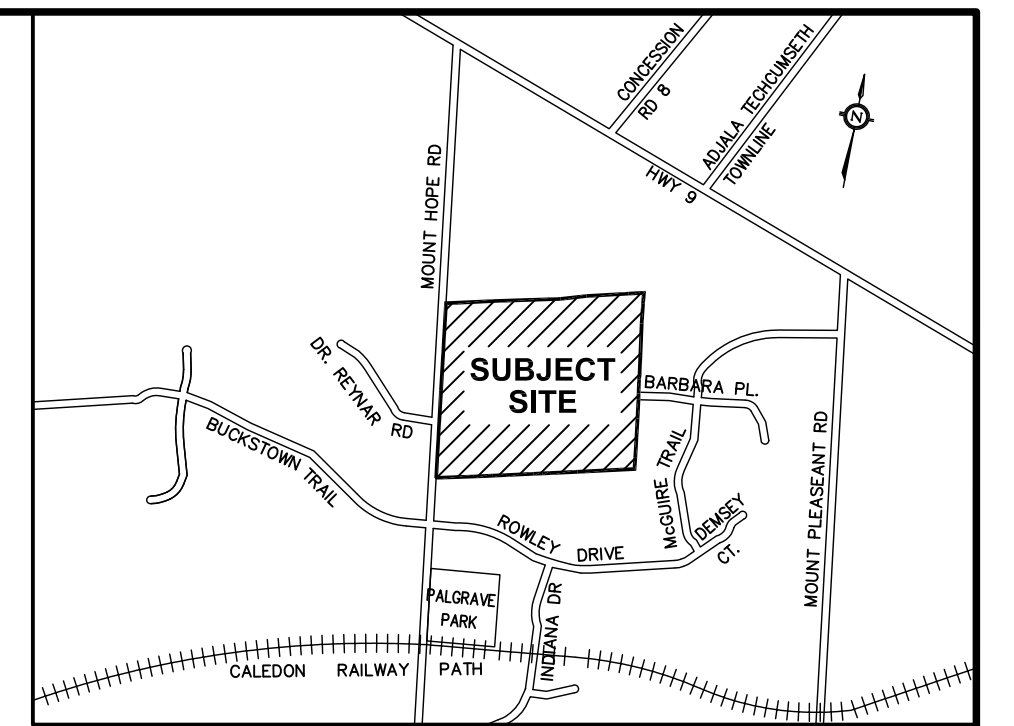 CONCESSION
RD 8
ADJALA TECHCUMSETH
TOWNLINE
N
HWY 9
MOUNT HOPE RD
SUBJECT
SITE
DR. REYNAR RD
BARBARA PL.
BUCKSTOWN TRAIL
McGUIRE TRAIL
MOUNT PLEASANT RD
ROWLEY DRIVE
DEMSEY
CT.
PALGRAVE
PARK
INDIANA DR
CALEDON RAILWAY PATH